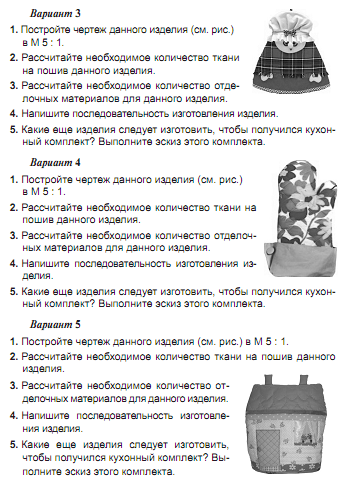 Вариант 3
1. Постройте чертеж данного изделия (см. рис.)
в М 5 : 1.
2. Рассчитайте необходимое количество ткани
на пошив данного изделия.
3. Рассчитайте необходимое количество отде-
лочных материалов для данного изделия.
4. Напишите последовательность изготовления изделия.
5. Какие еще изделия следует изготовить, чтобы получился кухон-
ный комплект? Выполните эскиз этого комплекта.
Вариант 4
1. Постройте чертеж данного изделия (см. рис.)
в М 5 : 1.
2. Рассчитайте необходимое количество ткани на
пошив данного изделия.
3. Рассчитайте необходимое количество отделоч-
ных материалов для данного изделия.
4. Напишите последовательность изготовления из-
делия.
5. Какие еще изделия следует изготовить, чтобы получился кухон-
ный комплект? Выполните эскиз этого комплекта.
Вариант 5
1. Постройте чертеж данного изделия (см. рис.) в М 5 : 1.
2. Рассчитайте необходимое количество ткани на пошив данного
изделия.
3. Рассчитайте необходимое количество от-
делочных материалов для данного изделия.
4. Напишите последовательность изготовле-
ния изделия.
5. Какие еще изделия следует изготовить,
чтобы получился кухонный комплект? Вы-
полните эскиз этого комплекта.